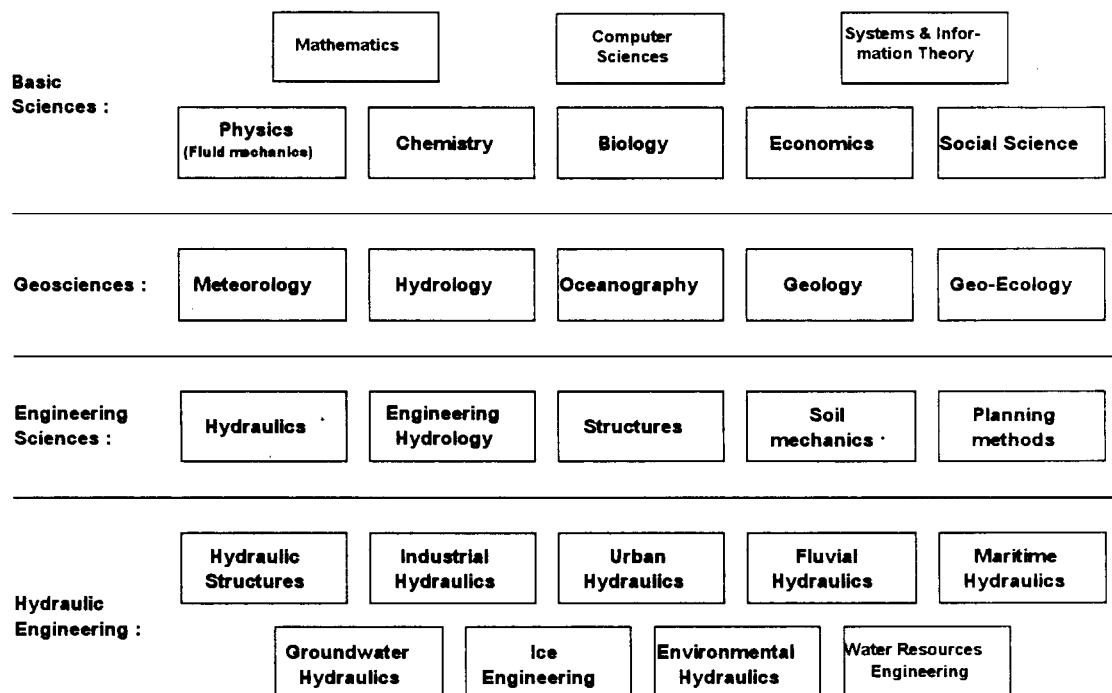 Mathematics
Computer
Sciences
Systems & Infor-
mation Theory
Basic
Sciences :
Physics
(Fluid mechanics)
Chemistry
Biology
Economics
Social Science
Geosciences :
Meteorology
Hydrology
Oceanography
Geology
Geo-Ecology
Engineering
Sciences :
Hydraulics
Engineering
Hydrology
Structures
Soil
mechanics
Planning
methods
Hydraulic
Engineering :
Hydraulic
Structures
Industrial
Hydraulics
Urban
Hydraulics
Fluvial
Hydraulics
Maritime
Hydraulics
Groundwater
Hydraulics
Ice
Engineering
Environmental
Hydraulics
Water Resources
Engineering